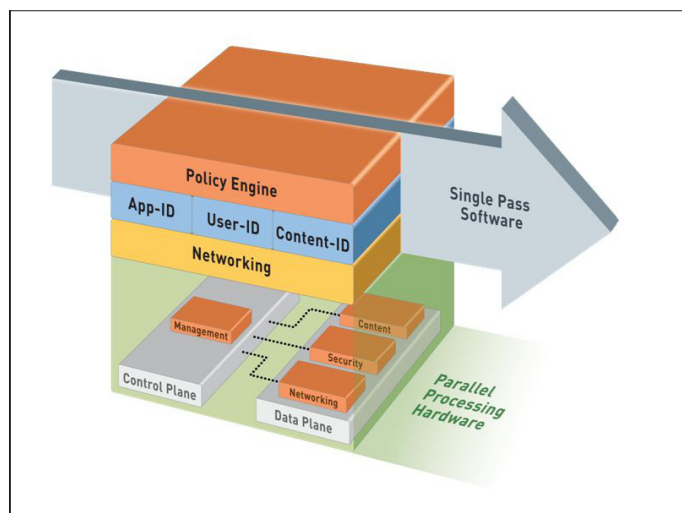 Policy Engine
App-ID
User-ID
Content-ID
Networking
Single Pass
Software
Management
Control Plane
Content
Security
Networking
Data Plane
Parallel
Processing
Hardware